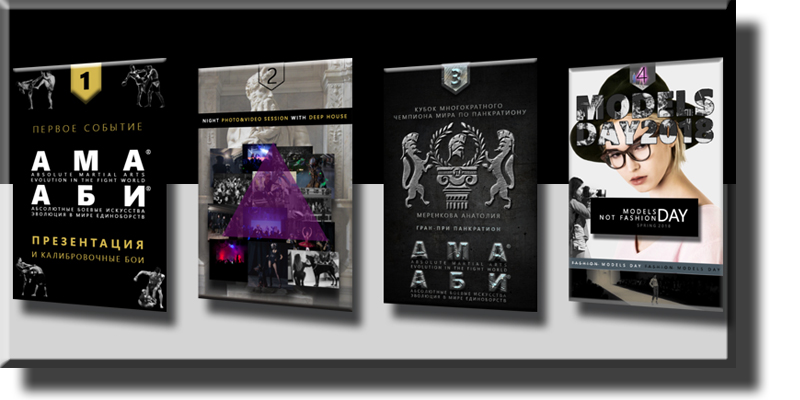 1
ПЕРВОЕ СОБЫТИЕ
АМА®
ABSOLUTE MARTIAL ARTS
EVOLUTION IN THE FIGHT WORLD
АБИ®
АБСОЛЮТНЫЕ БОЕВЫЕ ИСКУССТВА
ЭВОЛЮЦИЯ В МИРЕ ЕДИНОБОРСТВ
ПРЕЗЕНТАЦИЯ
И КАЛИБРОВОЧНЫЕ БОИ
2
NIGHT PHOTO&VIDEO SESSION WITH DEEP HOUSE
3
КУБОК МНОГОКРАТНОГО
ЧЕМПИОНА МИРА ПО ПАНКРАТИОНУ
МЕРЕНКОВА АНАТОЛИЯ
ГРАН-ПРИ ПАНКРАТИОН
АМА®
ABSOLUTE MARTIAL ARTS
EVOLUTION IN THE FIGHT WORLD
АБИ®
АБСОЛЮТНЫЕ БОЕВЫЕ ИСКУССТВА
ЭВОЛЮЦИЯ В МИРЕ ЕДИНОБОРСТВ
4
MODELS
DAY2018
MODELS
NOT FASHION DAY
SPRING 2018
FASHION MODELS DAY FASHION MODELS DAY